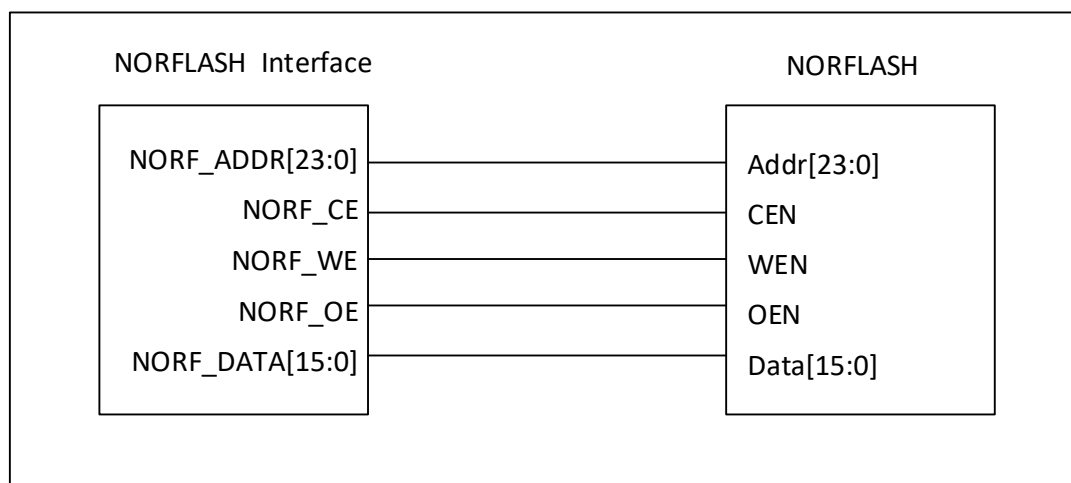 NORFLASH Interface
NORFLASH
NORF_ADDR[23:0]
NORF_CE
NORF_WE
NORF_OE
NORF_DATA[15:0]
Addr[23:0]
CEN
WEN
OEN
Data[15:0]